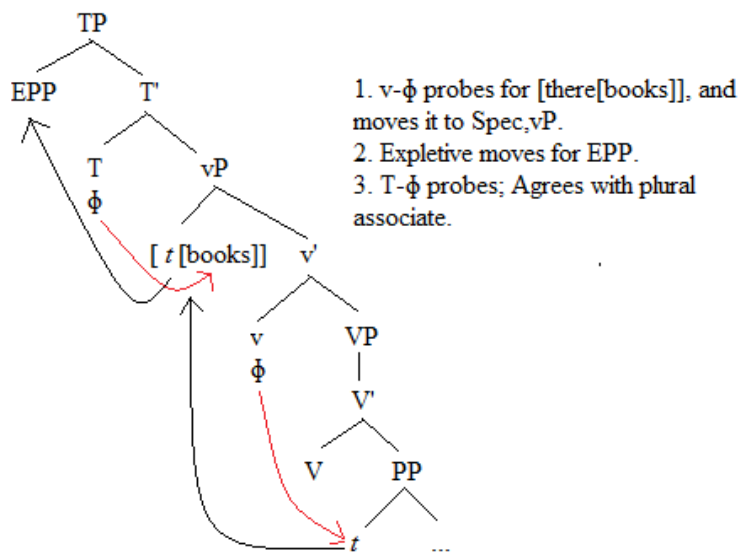 TP
EPP T'
1. v-ϕ probes for [there[books]], and
moves it to Spec,vP.
2. Expletive moves for EPP.
3. T-ϕ probes; Agrees with plural
associate.
T vP
ϕ
[ t [books]] v'
v VP
ϕ
V'
V PP
t ...